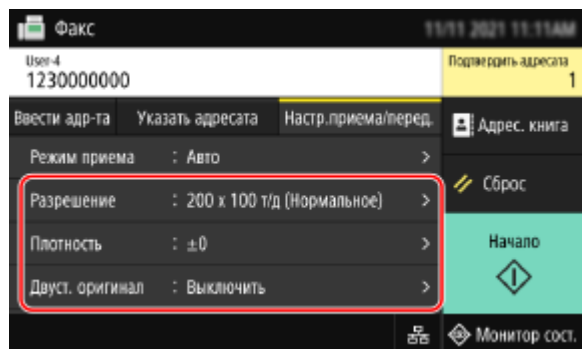 Факс
11/11 2021 11:11AM
User-4
1230000000
Подтвердить адресата
1
Ввести адр-та Указать адресата Настр.приема/перед.
Адрес. книга
Режим приема : Авто >
Разрешение : 200 x 100 т/д (Нормальное) >
Сброс
Плотность : ±0 >
Начало
Двуст. оригинал : Выключить >
Монитор сост.